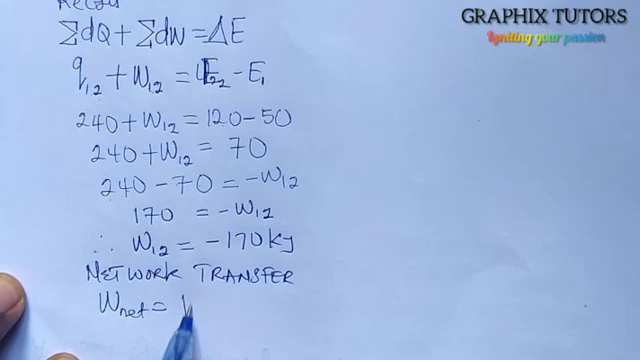 Recall
GRAPHIX TUTORS
Igniting your passion
ΣdQ + ΣdW = ΔE
q₁₂ + W₁₂ = E₂ - E₁
240 + W₁₂ = 120 - 50
240 + W₁₂ = 70
240 - 70 = -W₁₂
170 = -W₁₂
∴ W₁₂ = -170 kJ
NETWORK TRANSFER
Wnet =